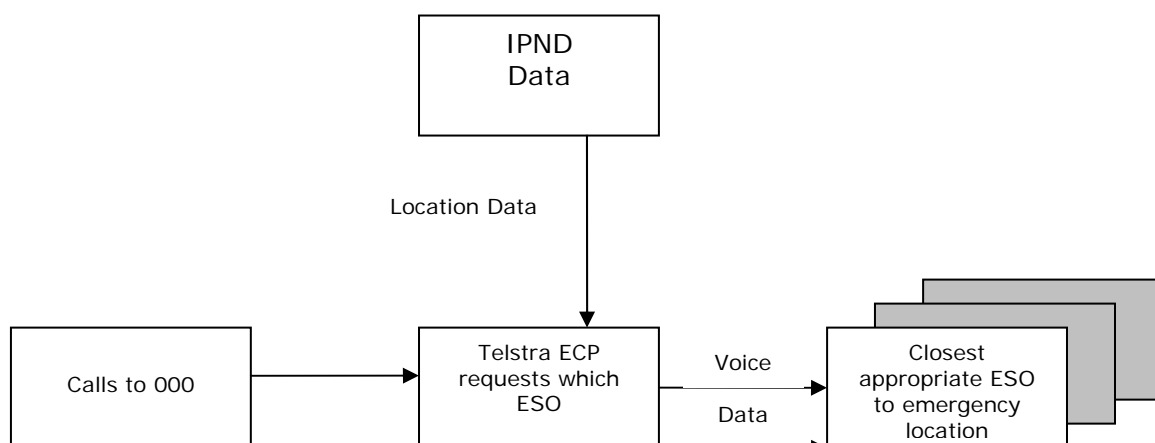 IPND
Data
Location Data
Calls to 000
Telstra ECP
requests which
ESO
Voice
Data
Closest
appropriate ESO
to emergency
location